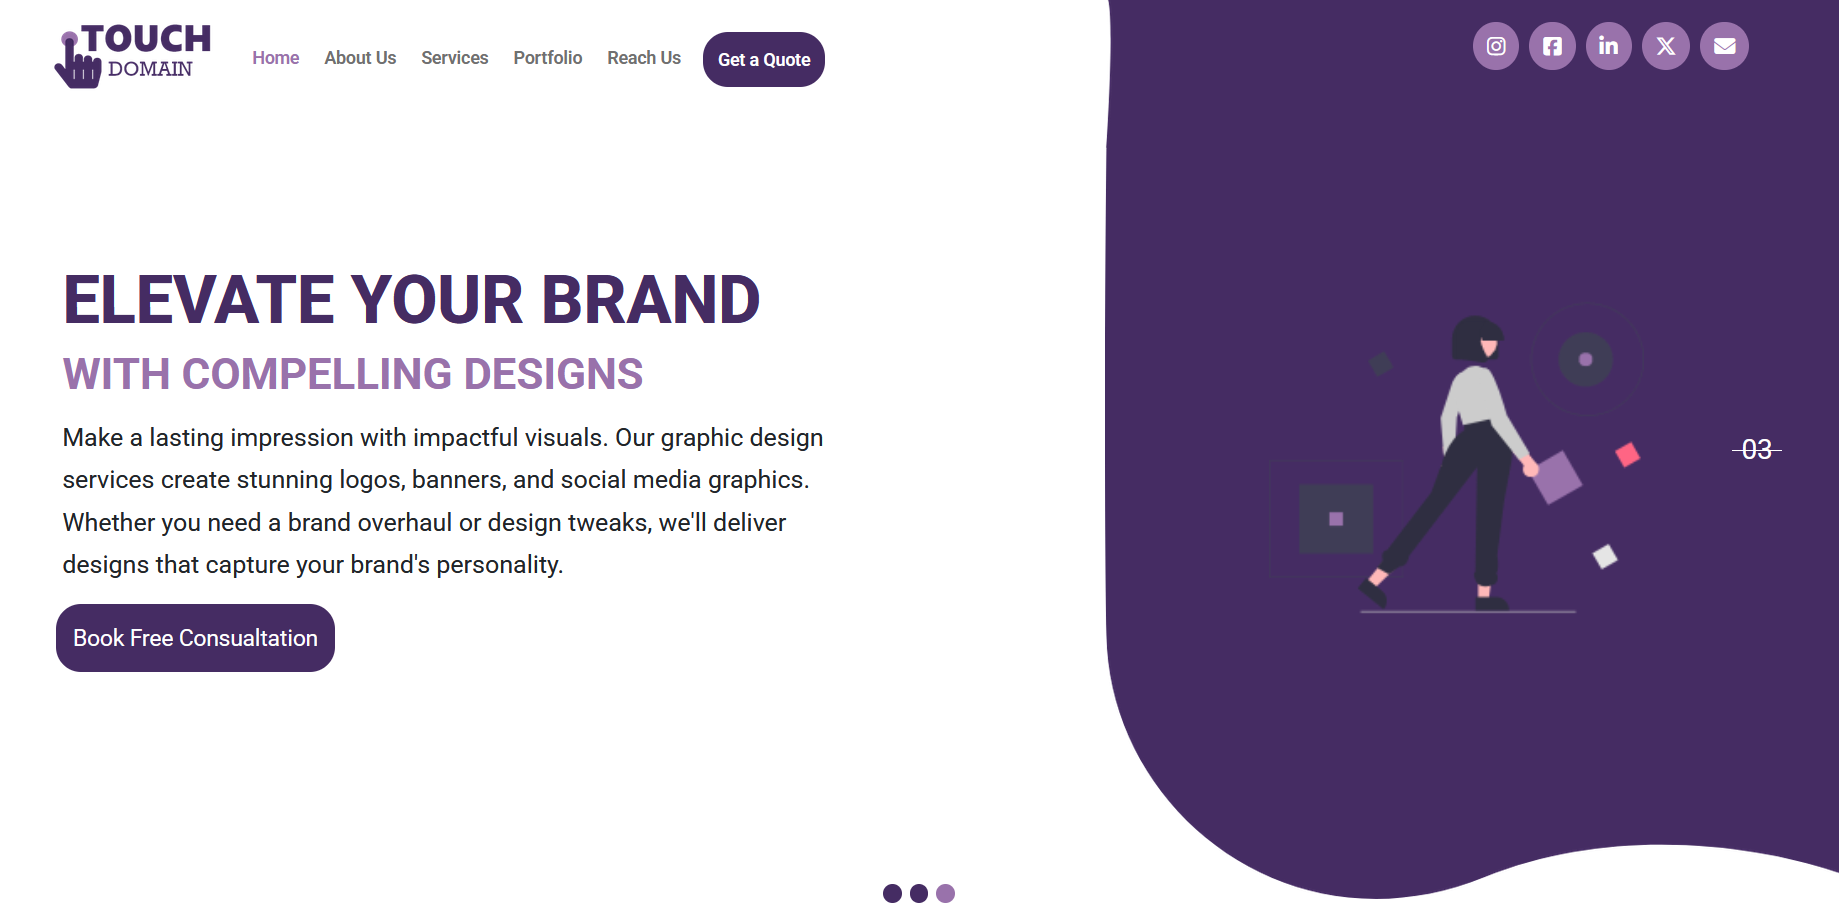 TOUCH
DOMAIN
Home About Us Services Portfolio Reach Us Get a Quote
ELEVATE YOUR BRAND
WITH COMPELLING DESIGNS
Make a lasting impression with impactful visuals. Our graphic design
services create stunning logos, banners, and social media graphics.
Whether you need a brand overhaul or design tweaks, we'll deliver
designs that capture your brand's personality.
Book Free Consualtation
03